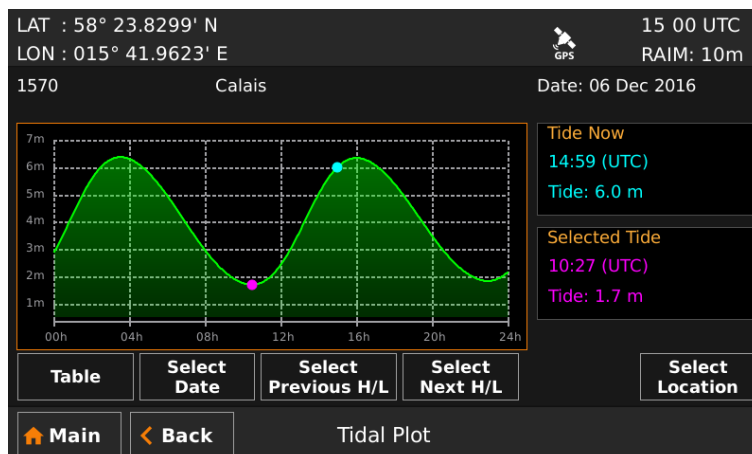 LAT : 58° 23.8299' N
LON : 015° 41.9623' E
GPS
15 00 UTC
RAIM: 10m
1570 Calais Date: 06 Dec 2016
7m
6m
5m
4m
3m
2m
1m
00h 04h 08h 12h 16h 20h 24h
Tide Now
14:59 (UTC)
Tide: 6.0 m
Selected Tide
10:27 (UTC)
Tide: 1.7 m
Table
Select
Date
Select
Previous H/L
Select
Next H/L
Select
Location
Main
Back
Tidal Plot